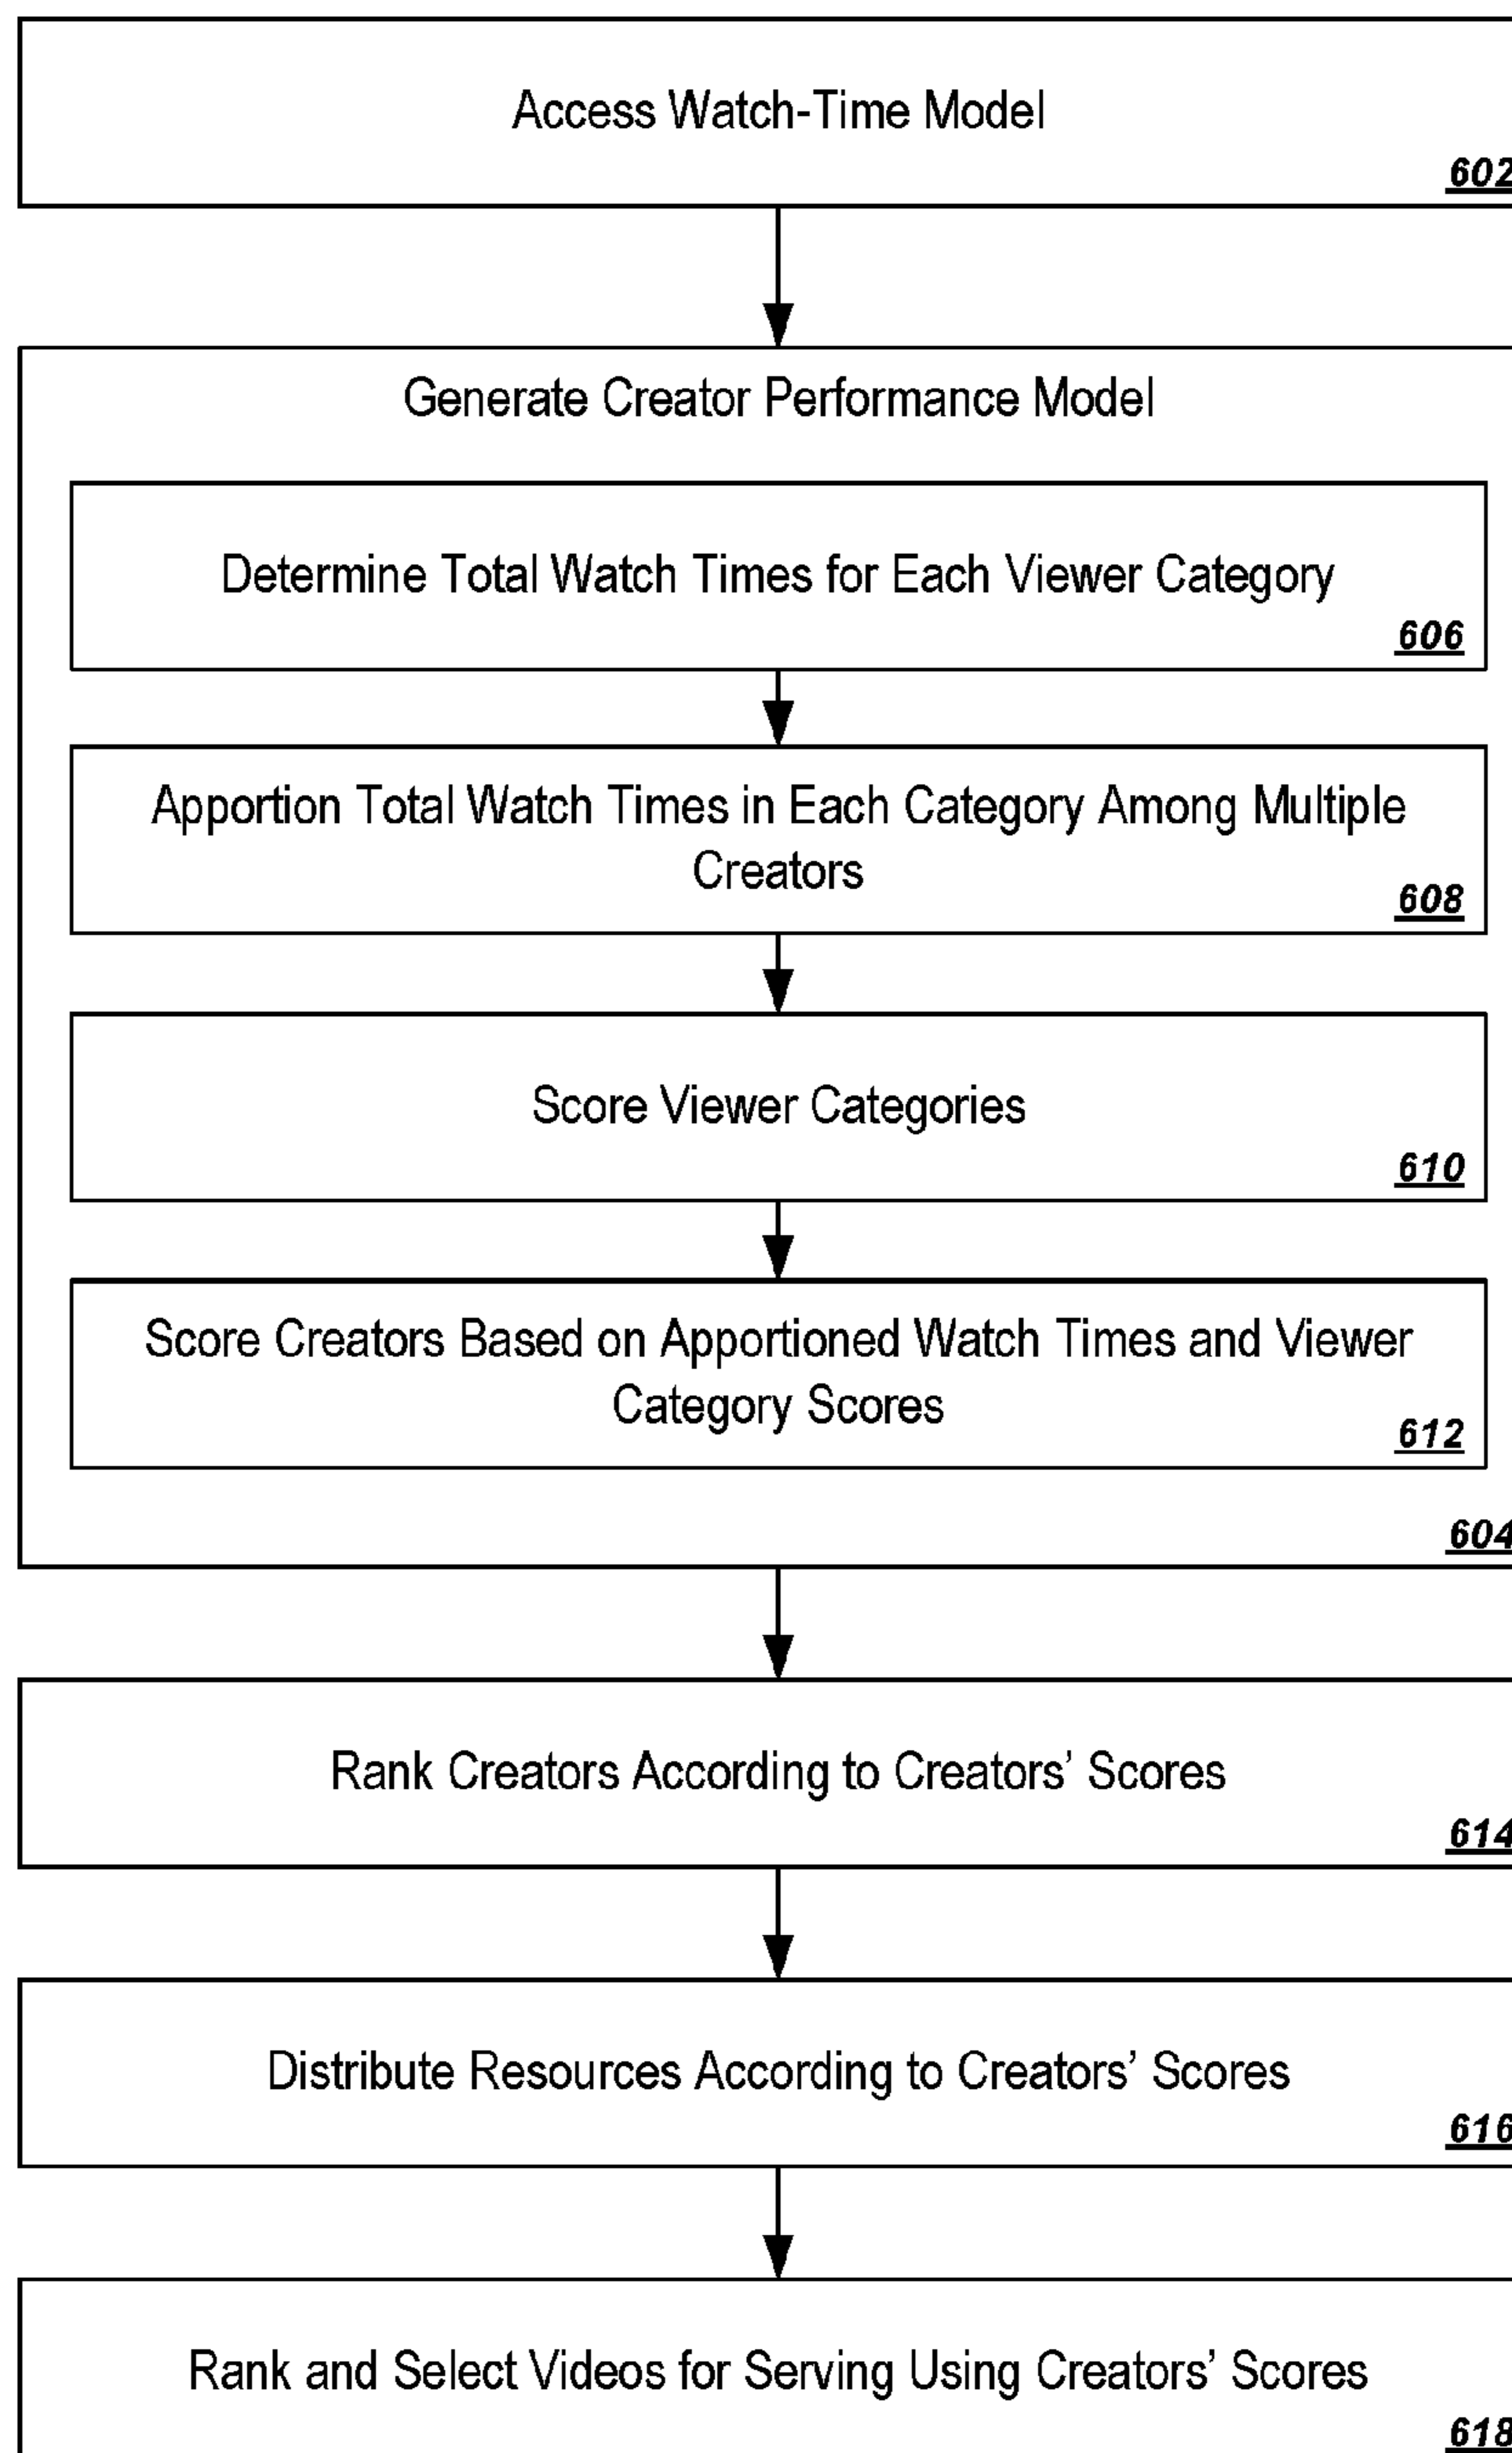 Access Watch-Time Model
602
Generate Creator Performance Model
Determine Total Watch Times for Each Viewer Category
606
Apportion Total Watch Times in Each Category Among Multiple
Creators
608
Score Viewer Categories
610
Score Creators Based on Apportioned Watch Times and Viewer
Category Scores
612
604
Rank Creators According to Creators’ Scores
614
Distribute Resources According to Creators’ Scores
616
Rank and Select Videos for Serving Using Creators’ Scores
618